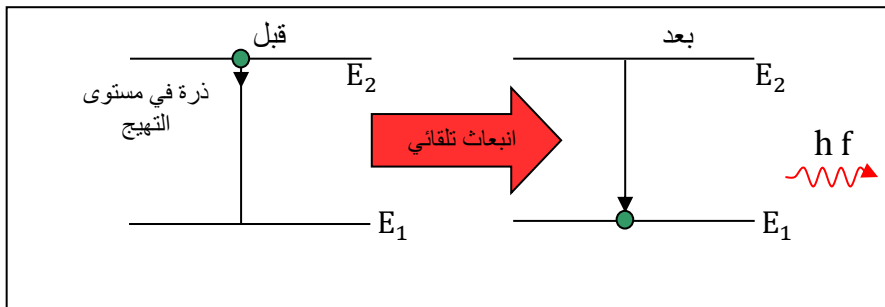 قبل
E₂
ذرة في مستوى
التهيج
E₁
انبعاث تلقائي
بعد
E₂
h f
E₁